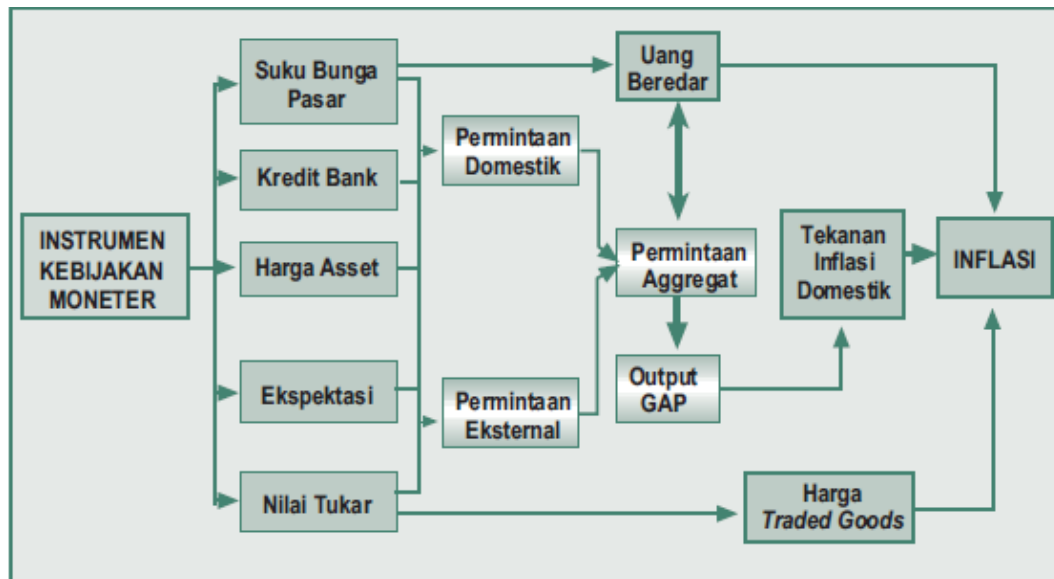 INSTRUMEN
KEBIJAKAN
MONETER
Suku Bunga
Pasar
Kredit Bank
Harga Asset
Ekspektasi
Nilai Tukar
Permintaan
Domestik
Permintaan
Eksternal
Uang
Beredar
Permintaan
Aggregat
Output
GAP
Tekanan
Inflasi
Domestik
Harga
Traded Goods
INFLASI